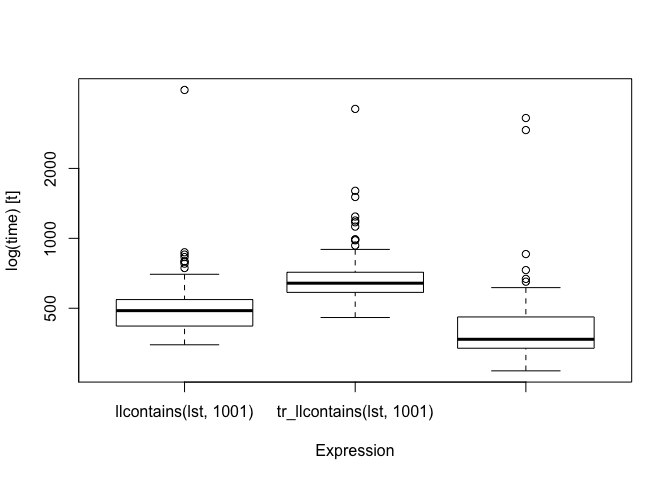 log(time) [t]
2000
1000
500
llcontains(lst, 1001) tr_llcontains(lst, 1001)
Expression